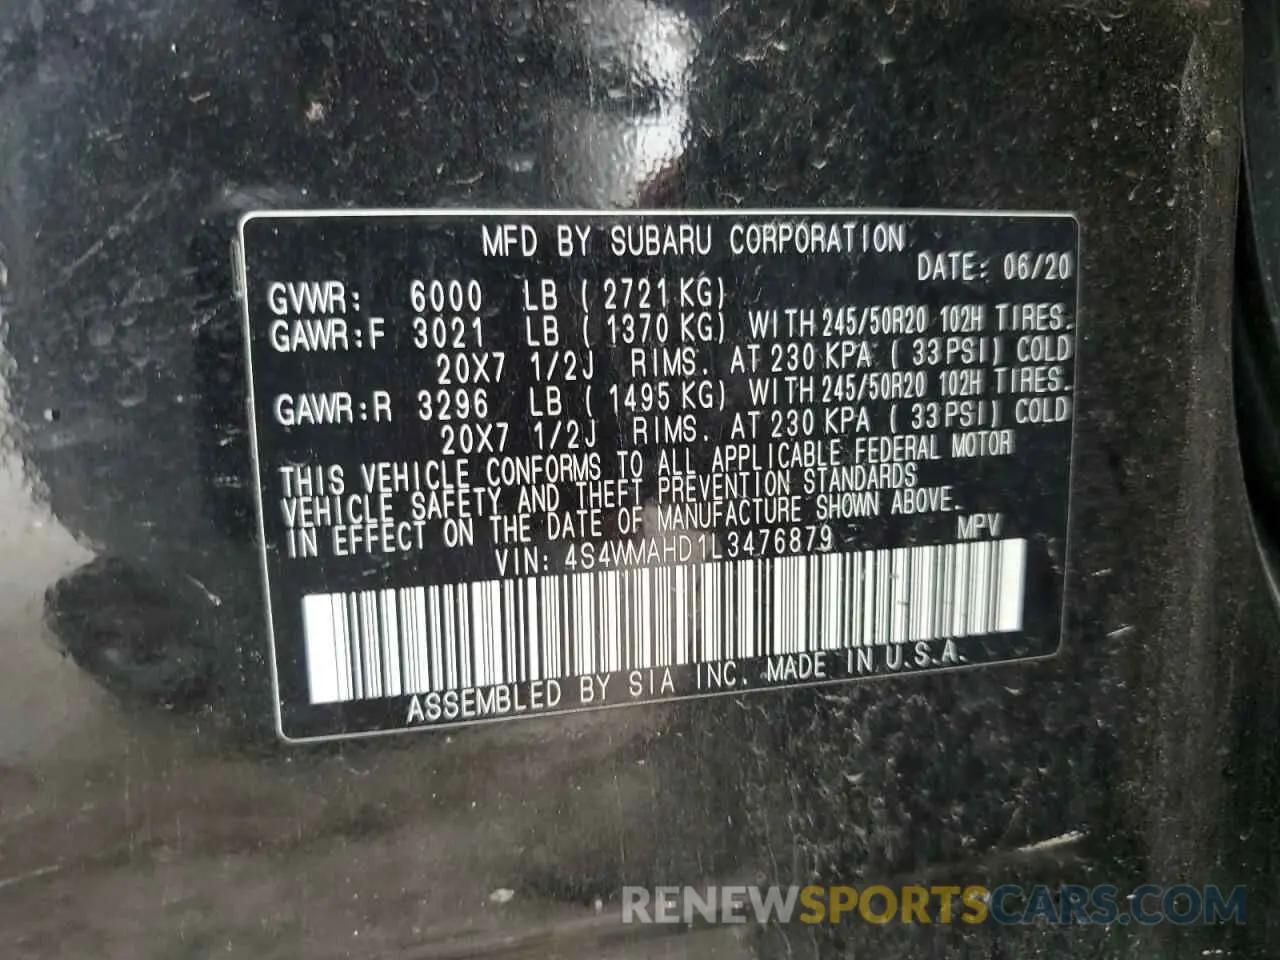 MFD BY SUBARU CORPORATION
DATE: 06/20
GVWR: 6000 LB ( 2721 KG)
GAWR:F 3021 LB ( 1370 KG) WITH 245/50R20 102H TIRES.
20X7 1/2J RIMS. AT 230 KPA ( 33 PSI) COLD
GAWR:R 3296 LB ( 1495 KG) WITH 245/50R20 102H TIRES.
20X7 1/2J RIMS. AT 230 KPA ( 33 PSI) COLD
THIS VEHICLE CONFORMS TO ALL APPLICABLE FEDERAL MOTOR
VEHICLE SAFETY AND THEFT PREVENTION STANDARDS
IN EFFECT ON THE DATE OF MANUFACTURE SHOWN ABOVE.
VIN: 4S4WMAHD1L3476879 MPV
ASSEMBLED BY SIA INC. MADE IN U.S.A.
RENEWSPORTSCARS.COM